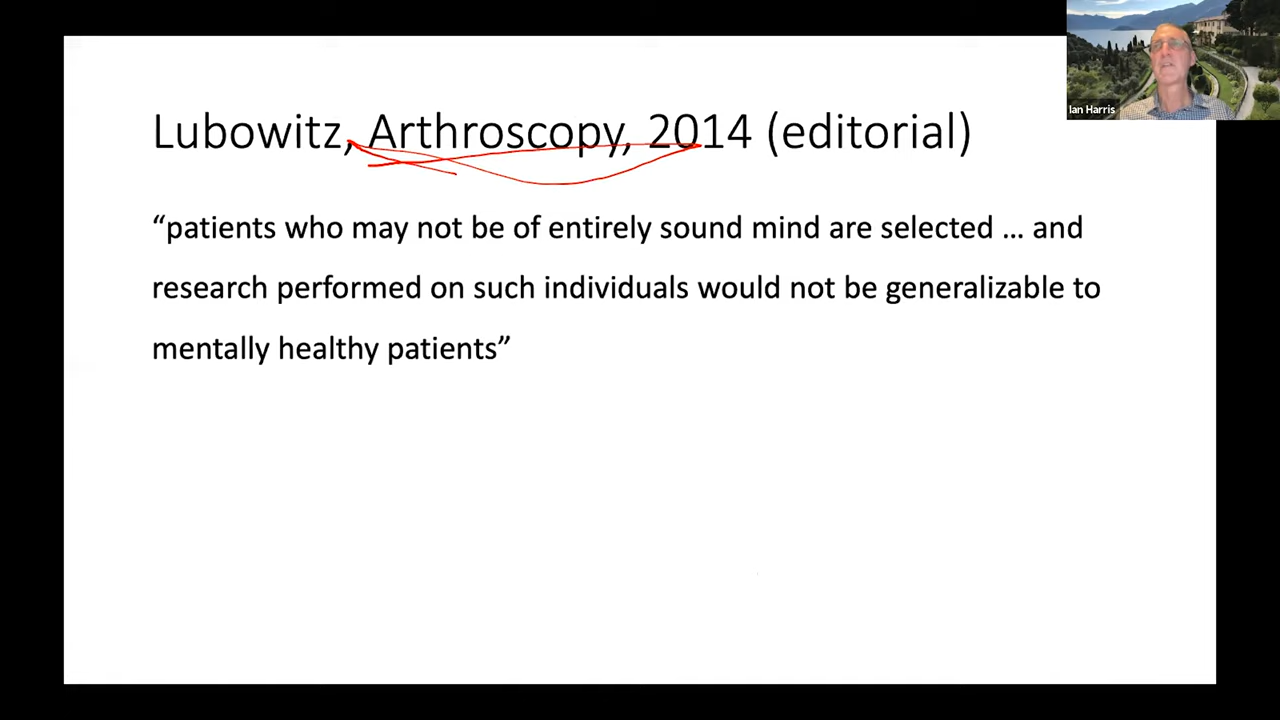 Ian Harris
Lubowitz, Arthroscopy, 2014 (editorial)
“patients who may not be of entirely sound mind are selected … and
research performed on such individuals would not be generalizable to
mentally healthy patients”